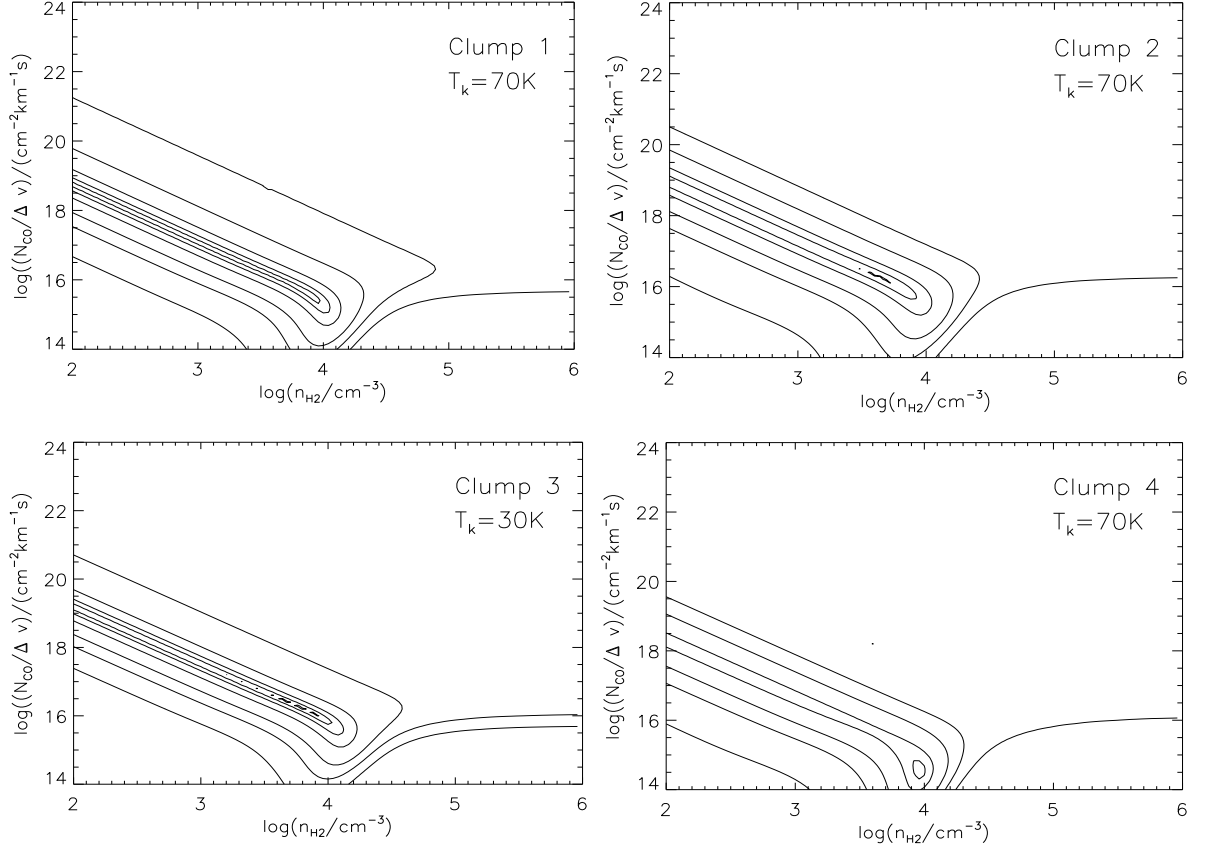 24
22
20
18
16
14
log((N_CO/Δ v)/(cm⁻²km⁻¹s)
Clump 1
T_k=70K
2 3 4 5 6
log(n_H2/cm⁻³)
24
22
20
18
16
14
log((N_CO/Δ v)/(cm⁻²km⁻¹s)
Clump 2
T_k=70K
2 3 4 5 6
log(n_H2/cm⁻³)
24
22
20
18
16
14
log((N_CO/Δ v)/(cm⁻²km⁻¹s)
Clump 3
T_k=30K
2 3 4 5 6
log(n_H2/cm⁻³)
24
22
20
18
16
14
log((N_CO/Δ v)/(cm⁻²km⁻¹s)
Clump 4
T_k=70K
2 3 4 5 6
log(n_H2/cm⁻³)